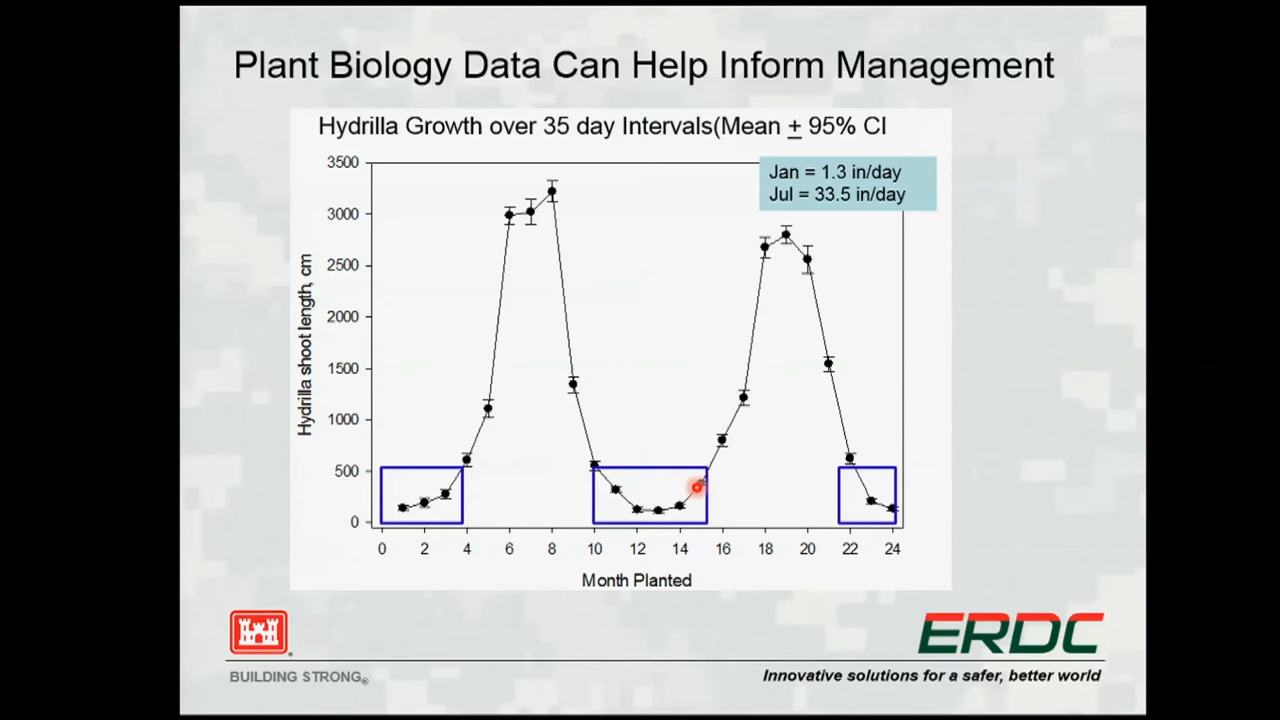 Plant Biology Data Can Help Inform Management
Hydrilla Growth over 35 day Intervals(Mean ± 95% CI
Jan = 1.3 in/day
Jul = 33.5 in/day
Hydrilla shoot length, cm
3500
3000
2500
2000
1500
1000
500
0
0 2 4 6 8 10 12 14 16 18 20 22 24
Month Planted
BUILDING STRONG®
ERDC
Innovative solutions for a safer, better world